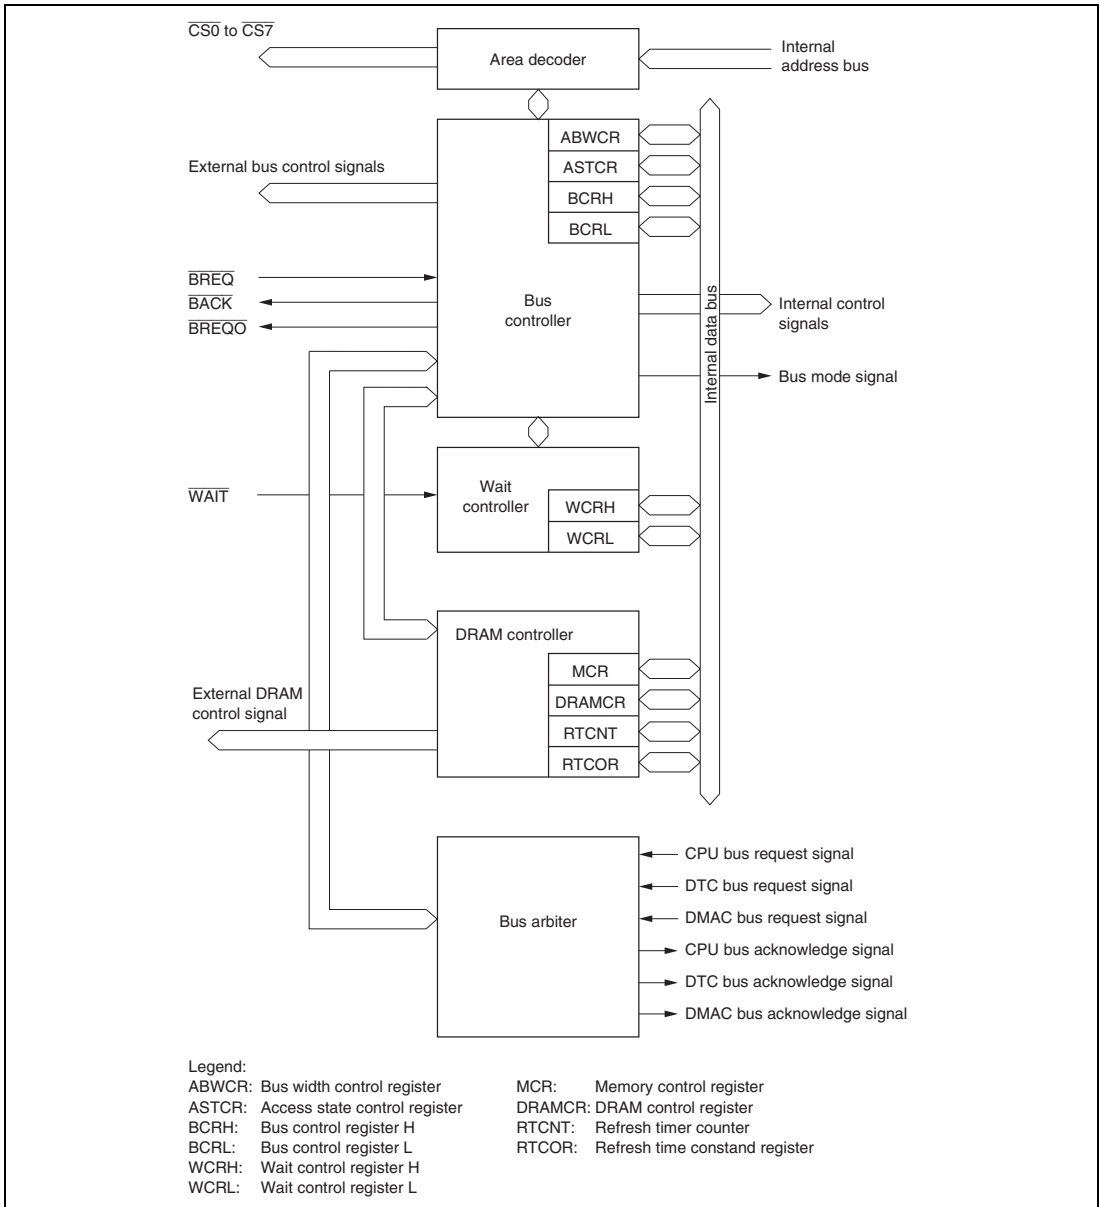 CS0 to CS7
Area decoder
Internal
address bus
ABWCR
ASTCR
BCRH
BCRL
External bus control signals
BREQ
BACK
BREQO
Bus
controller
Internal data bus
Internal control
signals
Bus mode signal
WAIT
Wait
controller
WCRH
WCRL
DRAM controller
MCR
DRAMCR
RTCNT
RTCOR
External DRAM
control signal
Bus arbiter
CPU bus request signal
DTC bus request signal
DMAC bus request signal
CPU bus acknowledge signal
DTC bus acknowledge signal
DMAC bus acknowledge signal
Legend:
ABWCR: Bus width control register
ASTCR: Access state control register
BCRH: Bus control register H
BCRL: Bus control register L
WCRH: Wait control register H
WCRL: Wait control register L
MCR: Memory control register
DRAMCR: DRAM control register
RTCNT: Refresh timer counter
RTCOR: Refresh time constand register